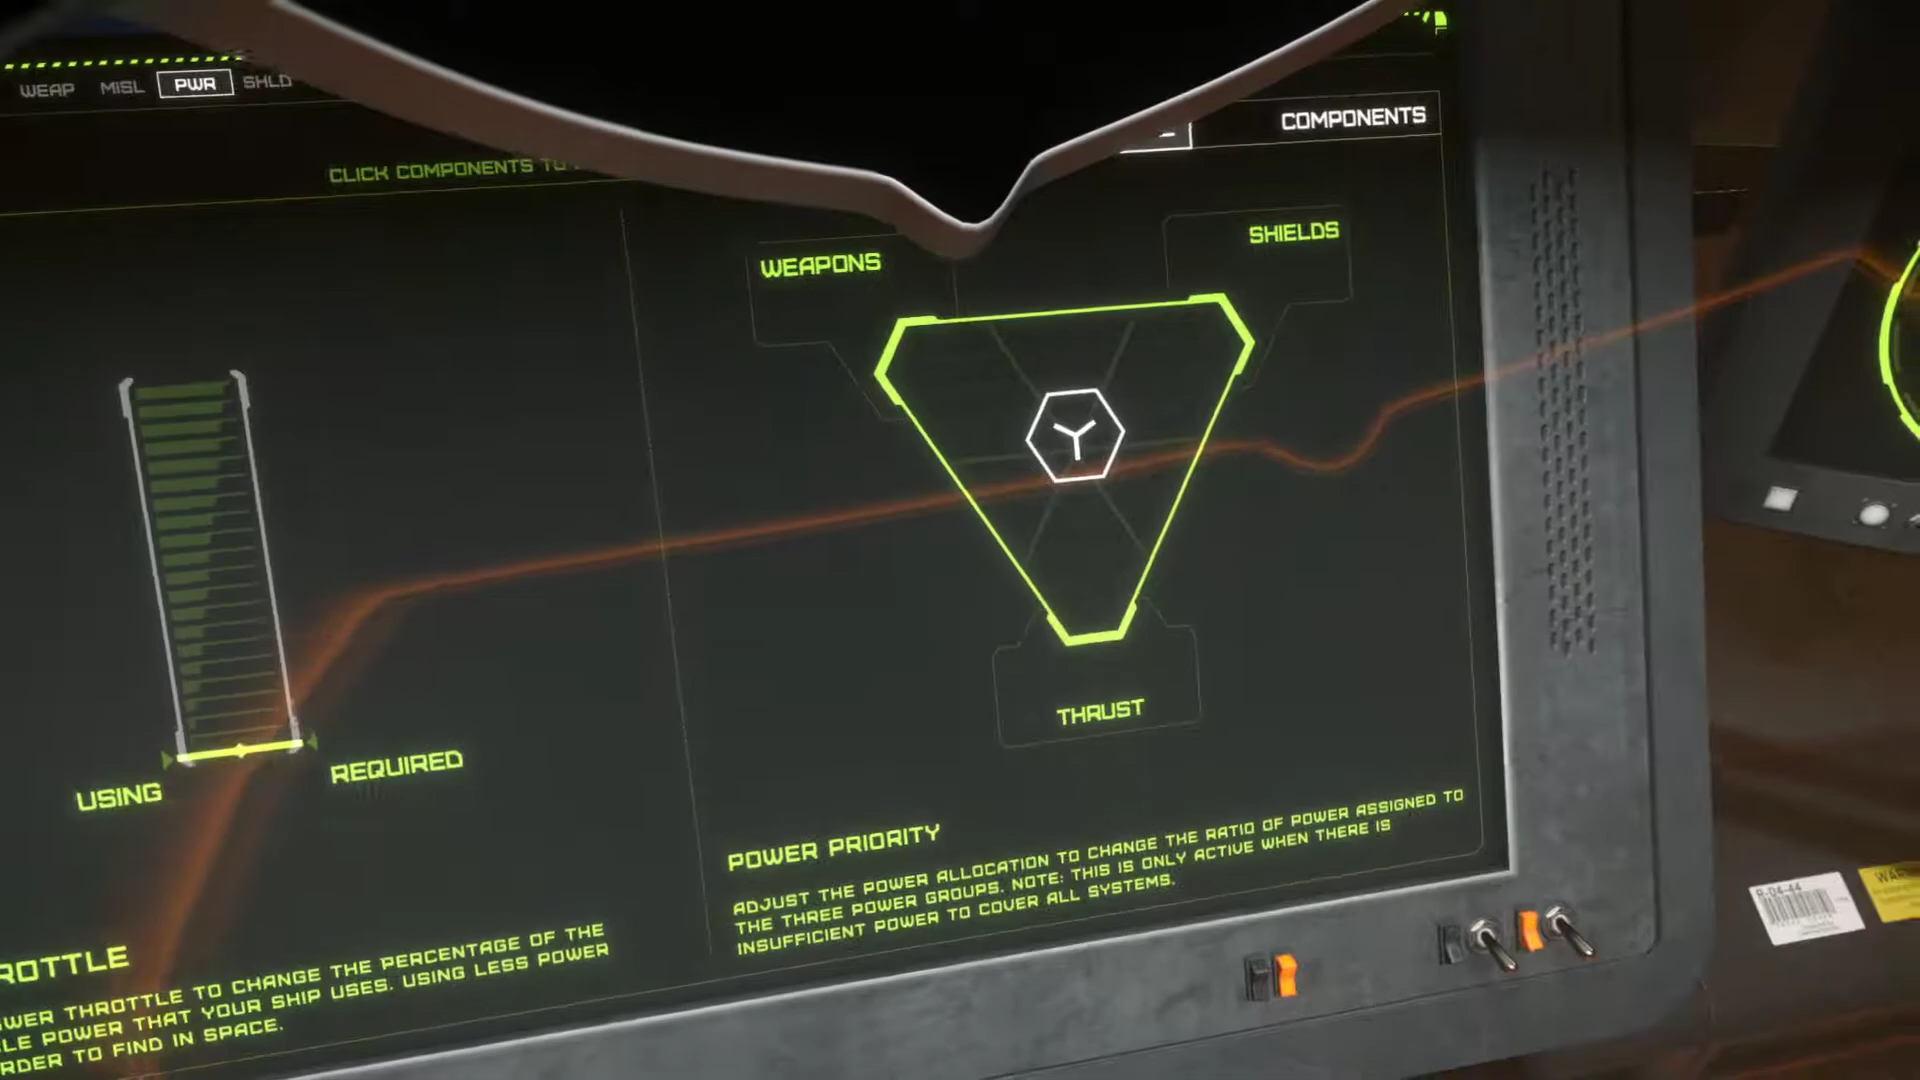 WEAP MISL PWR SHLD
COMPONENTS
CLICK COMPONENTS TO
WEAPONS
SHIELDS
THRUST
USING
REQUIRED
POWER PRIORITY
ADJUST THE POWER ALLOCATION TO CHANGE THE RATIO OF POWER ASSIGNED TO
THE THREE POWER GROUPS. NOTE: THIS IS ONLY ACTIVE WHEN THERE IS
INSUFFICIENT POWER TO COVER ALL SYSTEMS.
ROTTLE
WER THROTTLE TO CHANGE THE PERCENTAGE OF THE
LE POWER THAT YOUR SHIP USES. USING LESS POWER
RDER TO FIND IN SPACE.
R-04-44
WAR